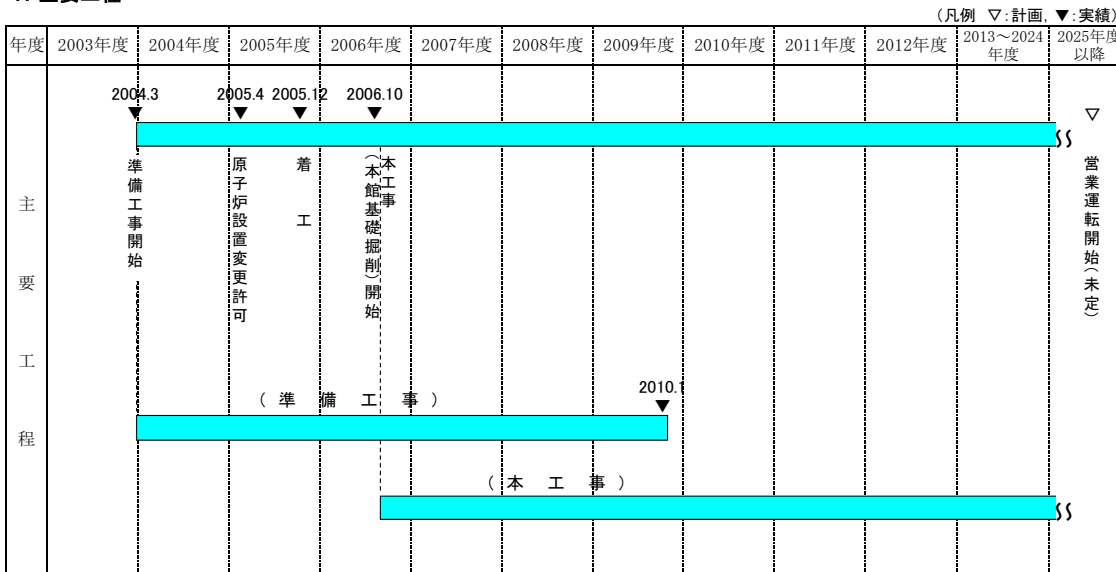 (凡例 ▽:計画, ▼:実績)
年度 2003年度 2004年度 2005年度 2006年度 2007年度 2008年度 2009年度 2010年度 2011年度 2012年度 2013～2024年度 2025年度以降
2004.3 2005.4 2005.12 2006.10
▼ ▼ ▼ ▼ ▽
主要工程
準備工事開始
原子炉設置変更許可
着工
本工事
(本館基礎掘削)開始
営業運転開始(未定)
2010.1
▼
(準備工事)
(本工事)